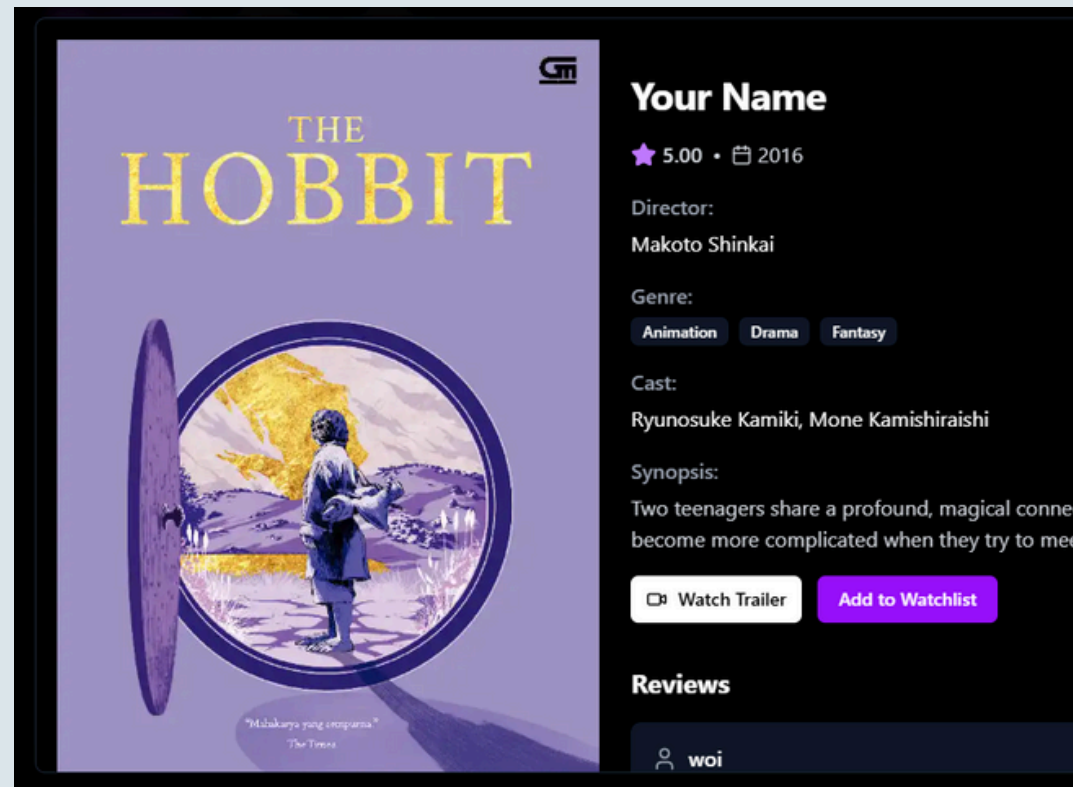 GM
THE
HOBBIT
"Mahakarya yang sempurna."
The Times
Your Name
5.00 • 2016
Director:
Makoto Shinkai
Genre:
Animation Drama Fantasy
Cast:
Ryunosuke Kamiki, Mone Kamishiraishi
Synopsis:
Two teenagers share a profound, magical conne
become more complicated when they try to mee
Watch Trailer Add to Watchlist
Reviews
woi